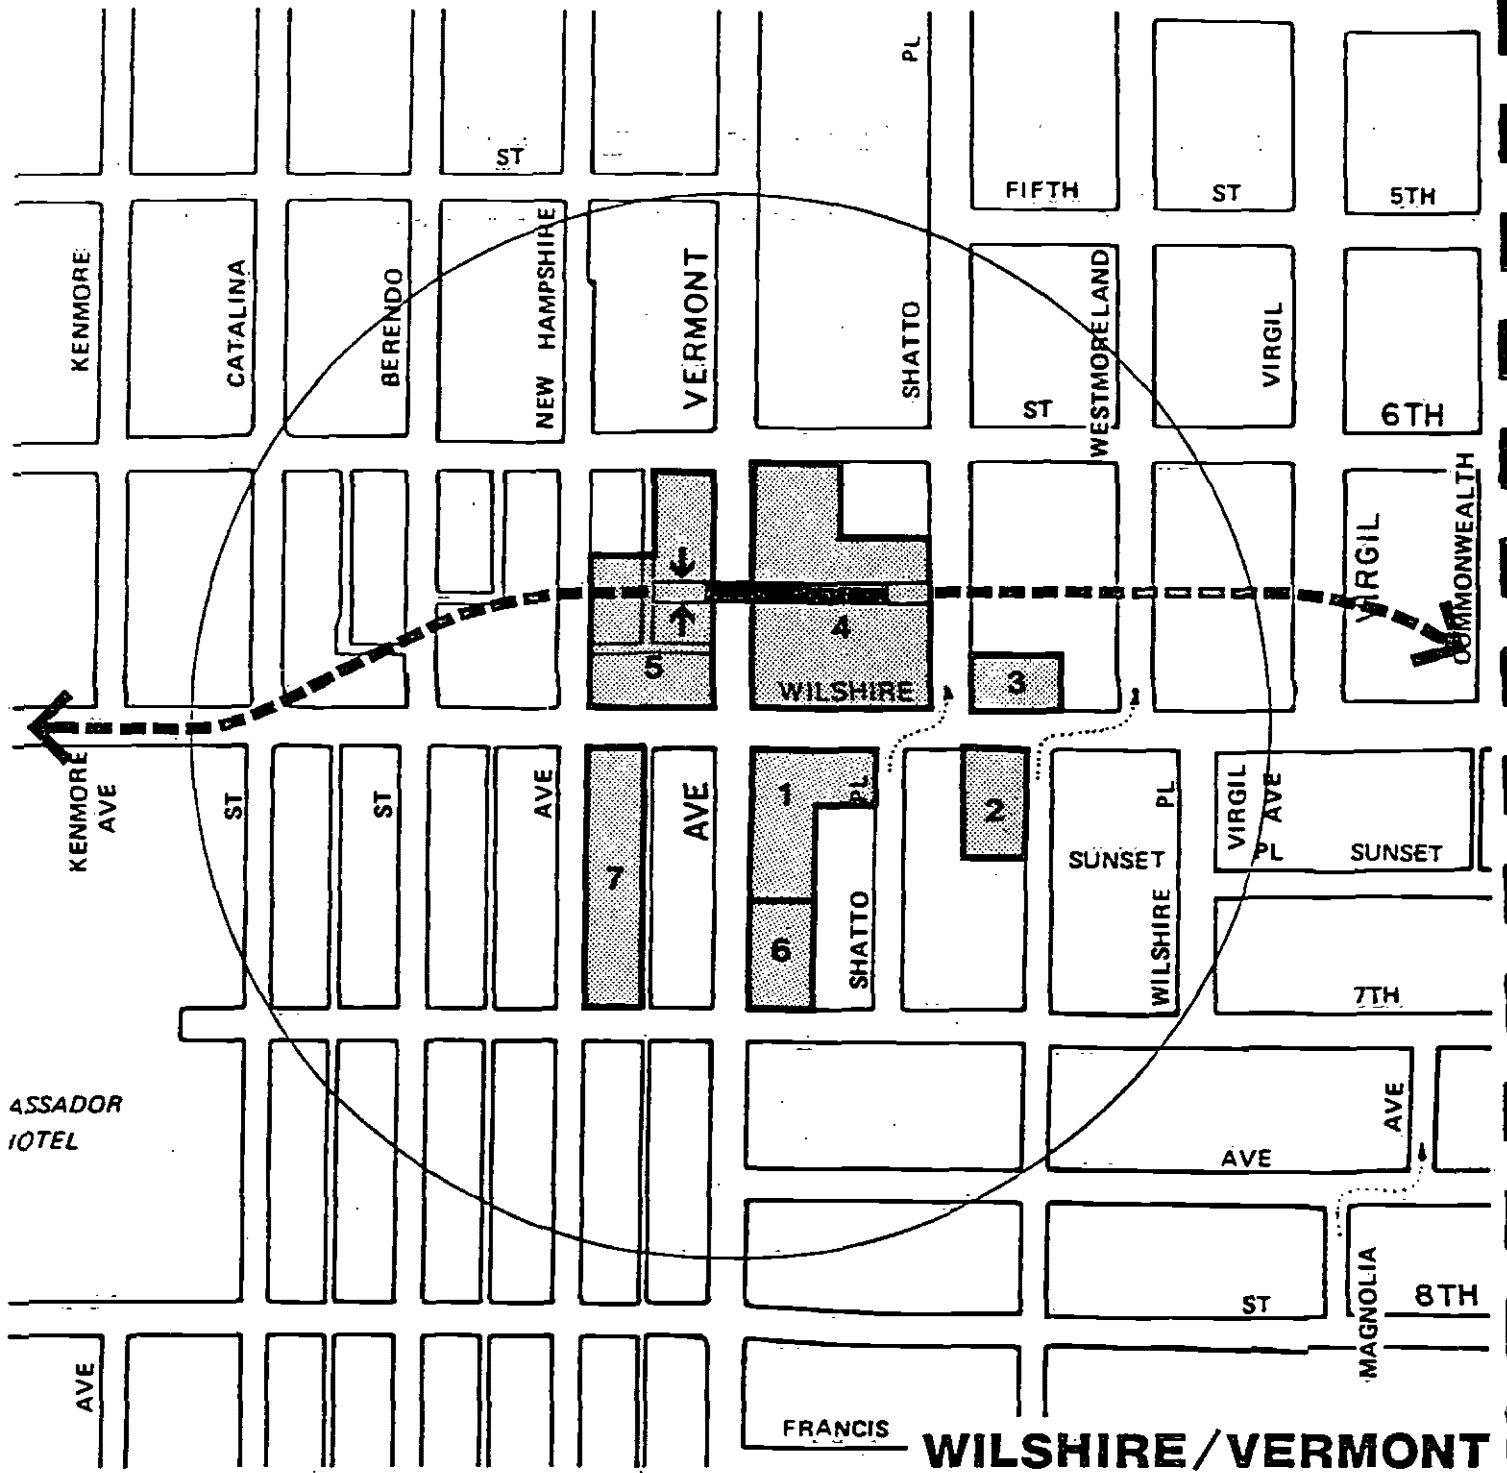 PL
ST
FIFTH
ST
5TH
KENMORE
CATALINA
BERENDO
NEW HAMPSHIRE
VERMONT
SHATTO
WESTMORELAND
VIRGIL
ST
6TH
VIRGIL
COMMONWEALTH
4
5
WILSHIRE
3
KENMORE
AVE
ST
ST
AVE
AVE
1
PL
2
PL
VIRGIL
AVE
PL
SUNSET
SUNSET
7
6
SHATTO
WILSHIRE
7TH
ASSADOR
HOTEL
AVE
AVE
ST
MAGNOLIA
8TH
AVE
FRANCIS
WILSHIRE/VERMONT